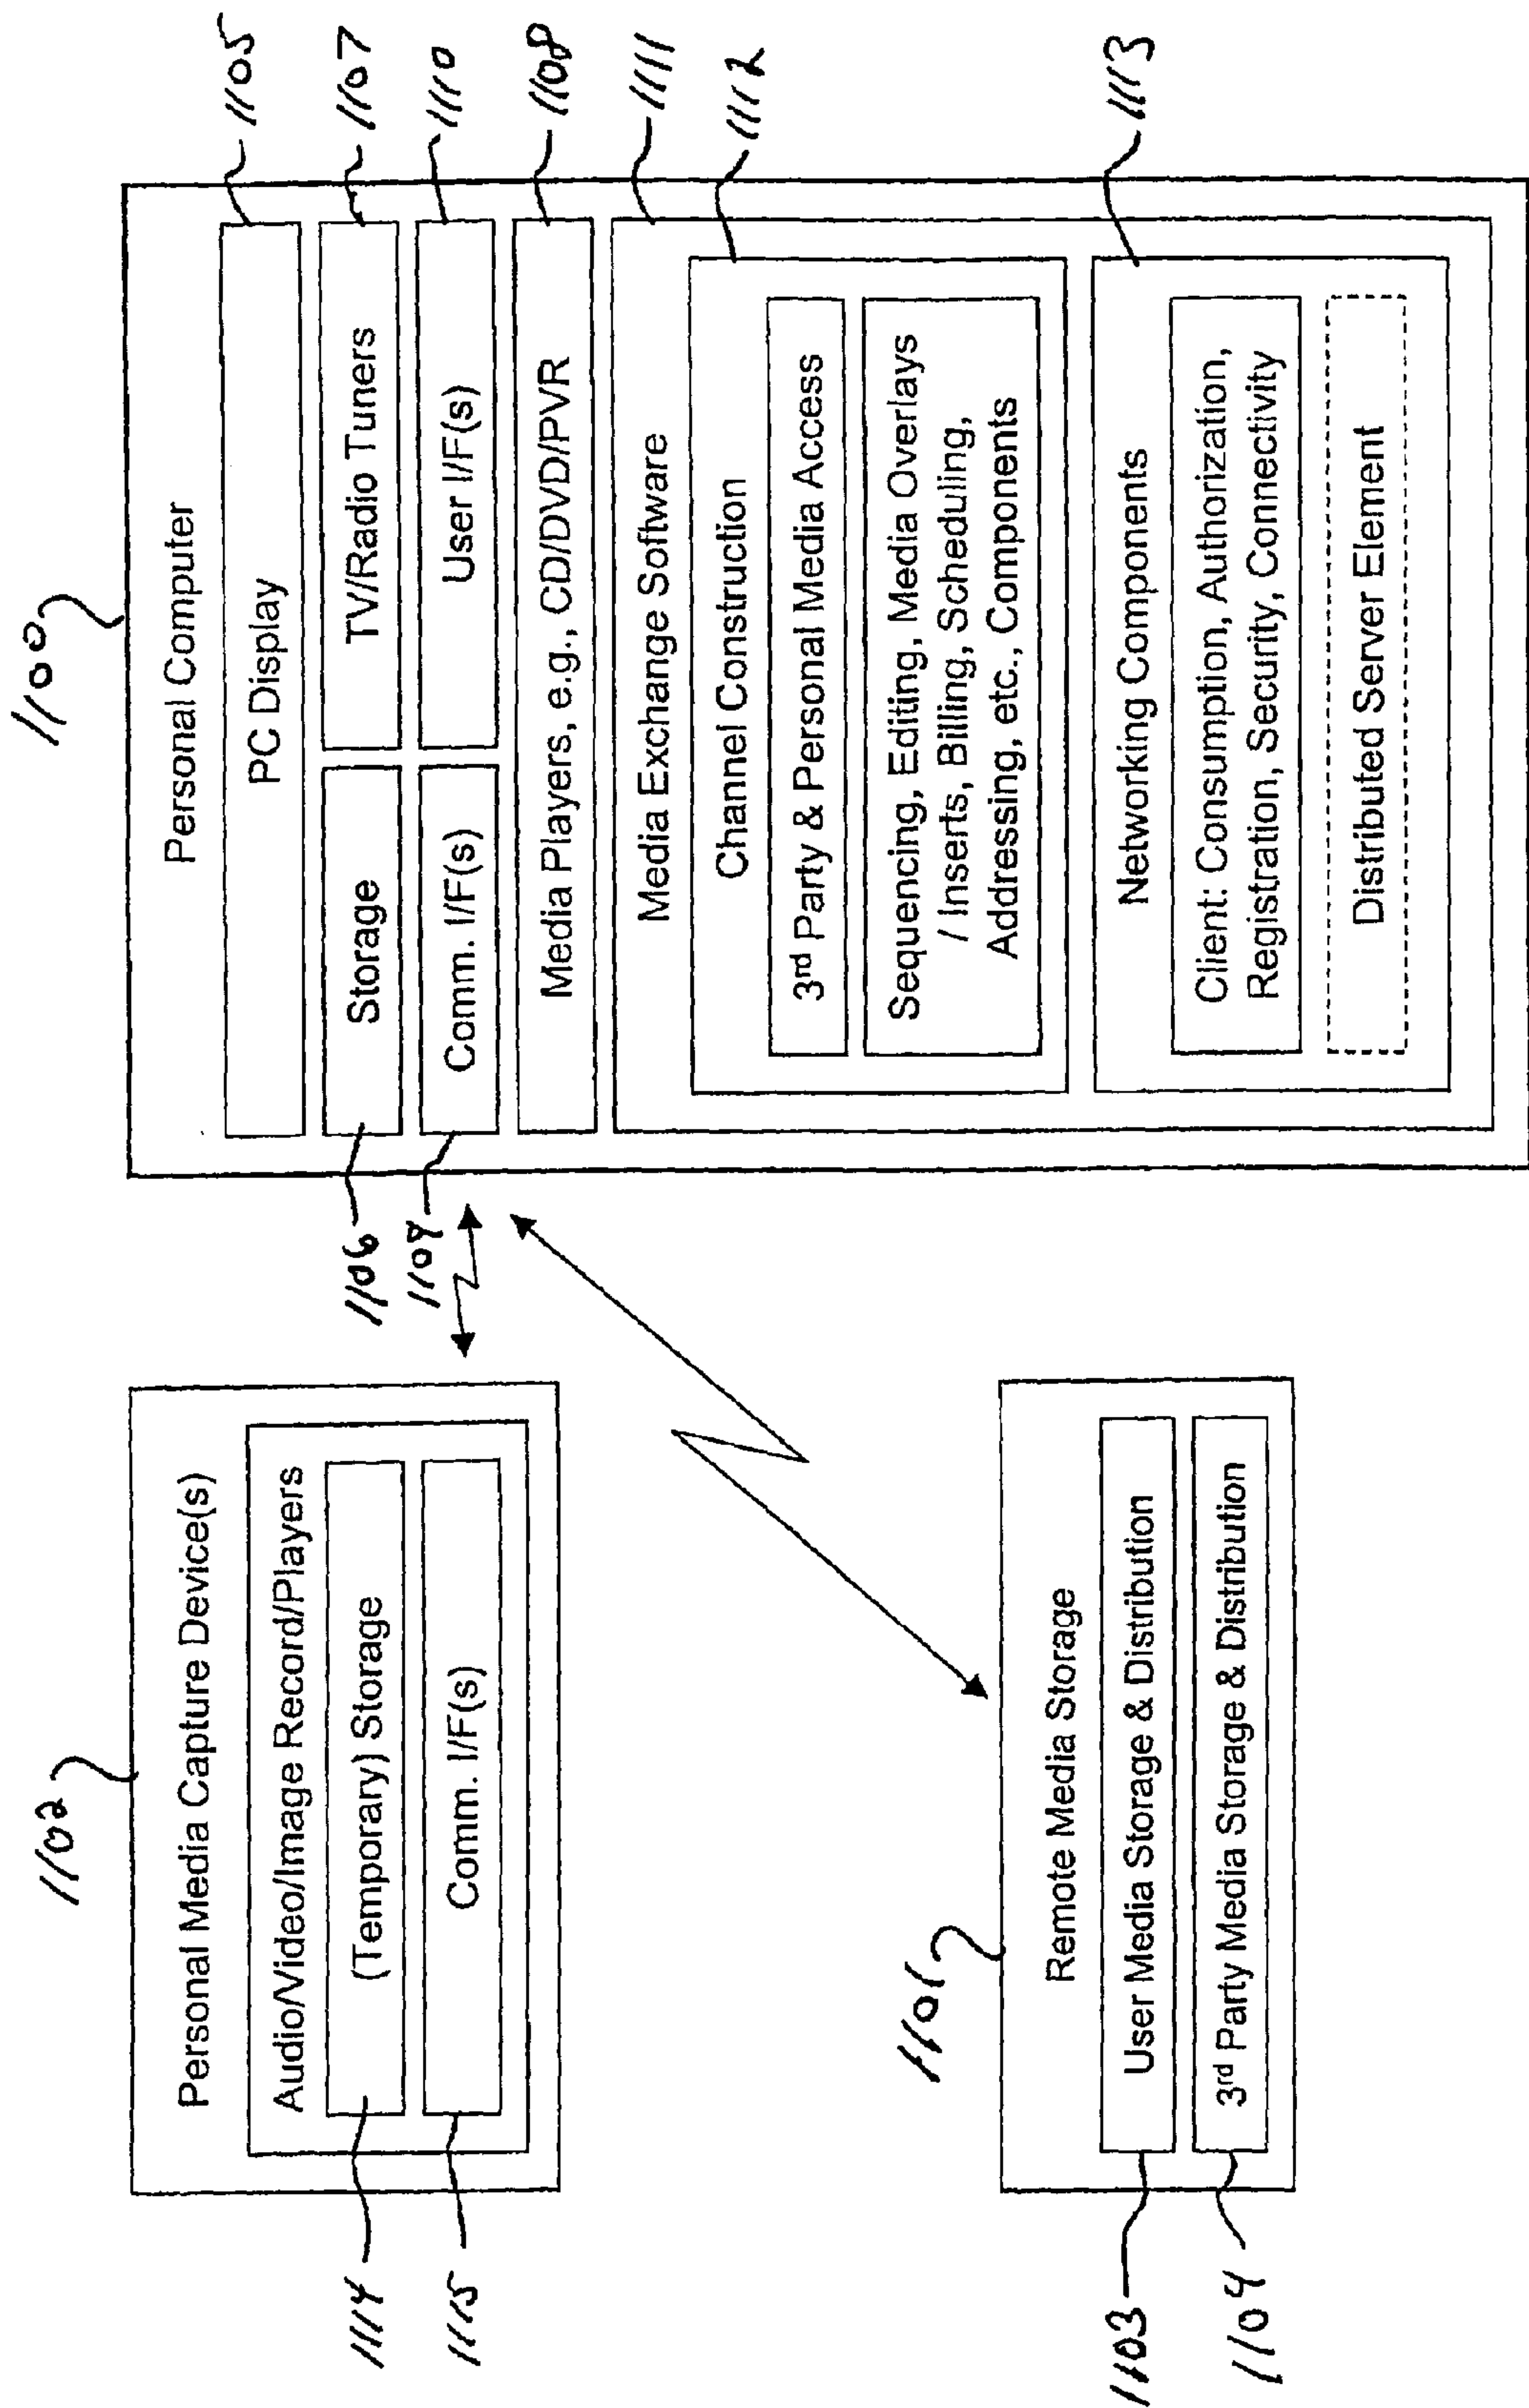 1100
Personal Computer
PC Display
1105
Storage
1106
TV/Radio Tuners
1107
Comm. I/F(s)
1109
User I/F(s)
1110
Media Players, e.g., CD/DVD/PVR
1108
Media Exchange Software
1111
Channel Construction
1112
3rd Party & Personal Media Access
Sequencing, Editing, Media Overlays
/ Inserts, Billing, Scheduling,
Addressing, etc., Components
Networking Components
1113
Client: Consumption, Authorization,
Registration, Security, Connectivity
Distributed Server Element
1102
Personal Media Capture Device(s)
Audio/Video/Image Record/Players
(Temporary) Storage
1114
Comm. I/F(s)
1115
1101
Remote Media Storage
User Media Storage & Distribution
1103
3rd Party Media Storage & Distribution
1104